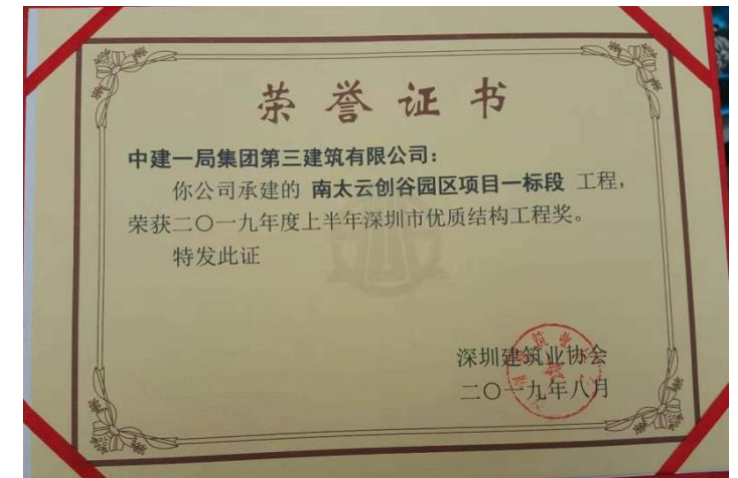 荣誉证书
中建一局集团第三建筑有限公司:
你公司承建的 南太云创谷园区项目一标段 工程,
荣获二〇一九年度上半年深圳市优质结构工程奖。
特发此证
深圳建筑业协会
二〇一九年八月